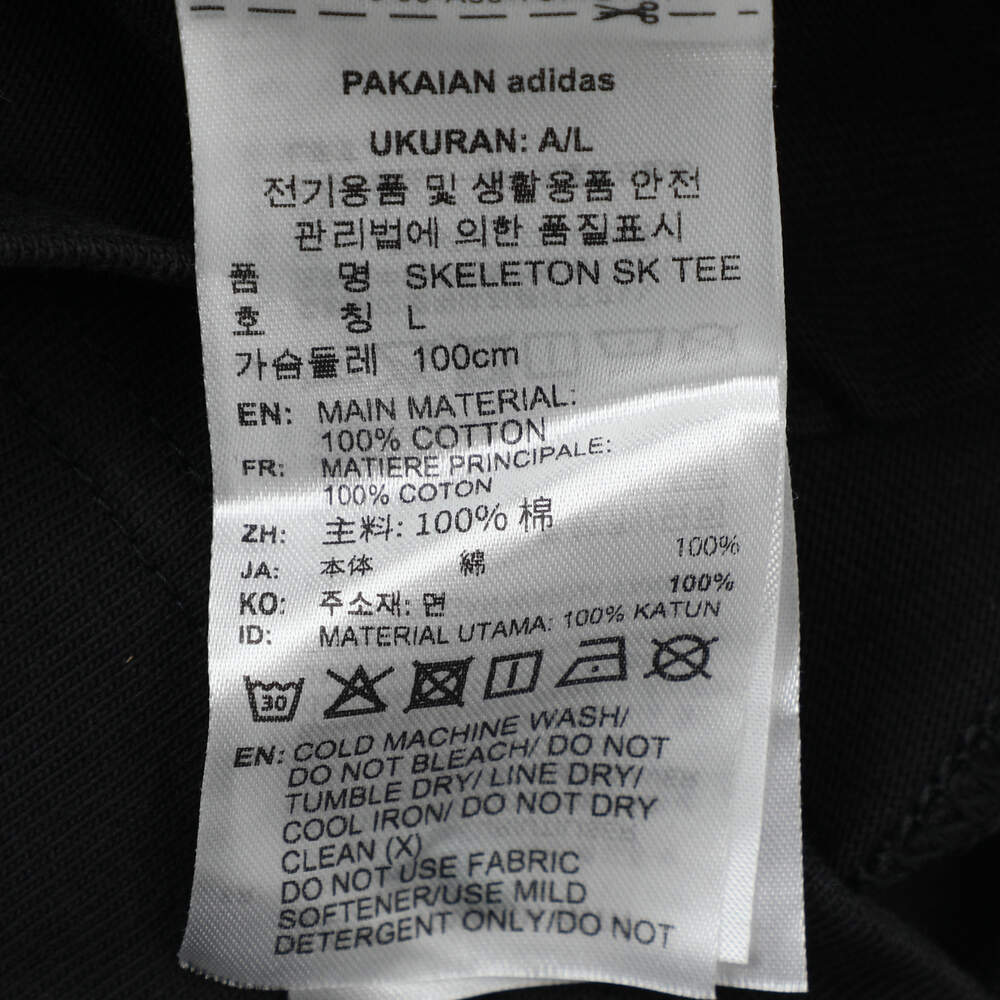 PAKAIAN adidas
UKURAN: A/L
전기용품 및 생활용품 안전
관리법에 의한 품질표시
품 명 SKELETON SK TEE
호 칭 L
가슴둘레 100cm
EN: MAIN MATERIAL:
100% COTTON
FR: MATIERE PRINCIPALE:
100% COTON
ZH: 主料: 100% 棉
JA: 本体 綿 100%
KO: 주소재: 면 100%
ID: MATERIAL UTAMA: 100% KATUN
30
EN: COLD MACHINE WASH/
DO NOT BLEACH/ DO NOT
TUMBLE DRY/ LINE DRY/
COOL IRON/ DO NOT DRY
CLEAN (X)
DO NOT USE FABRIC
SOFTENER/USE MILD
DETERGENT ONLY/DO NOT